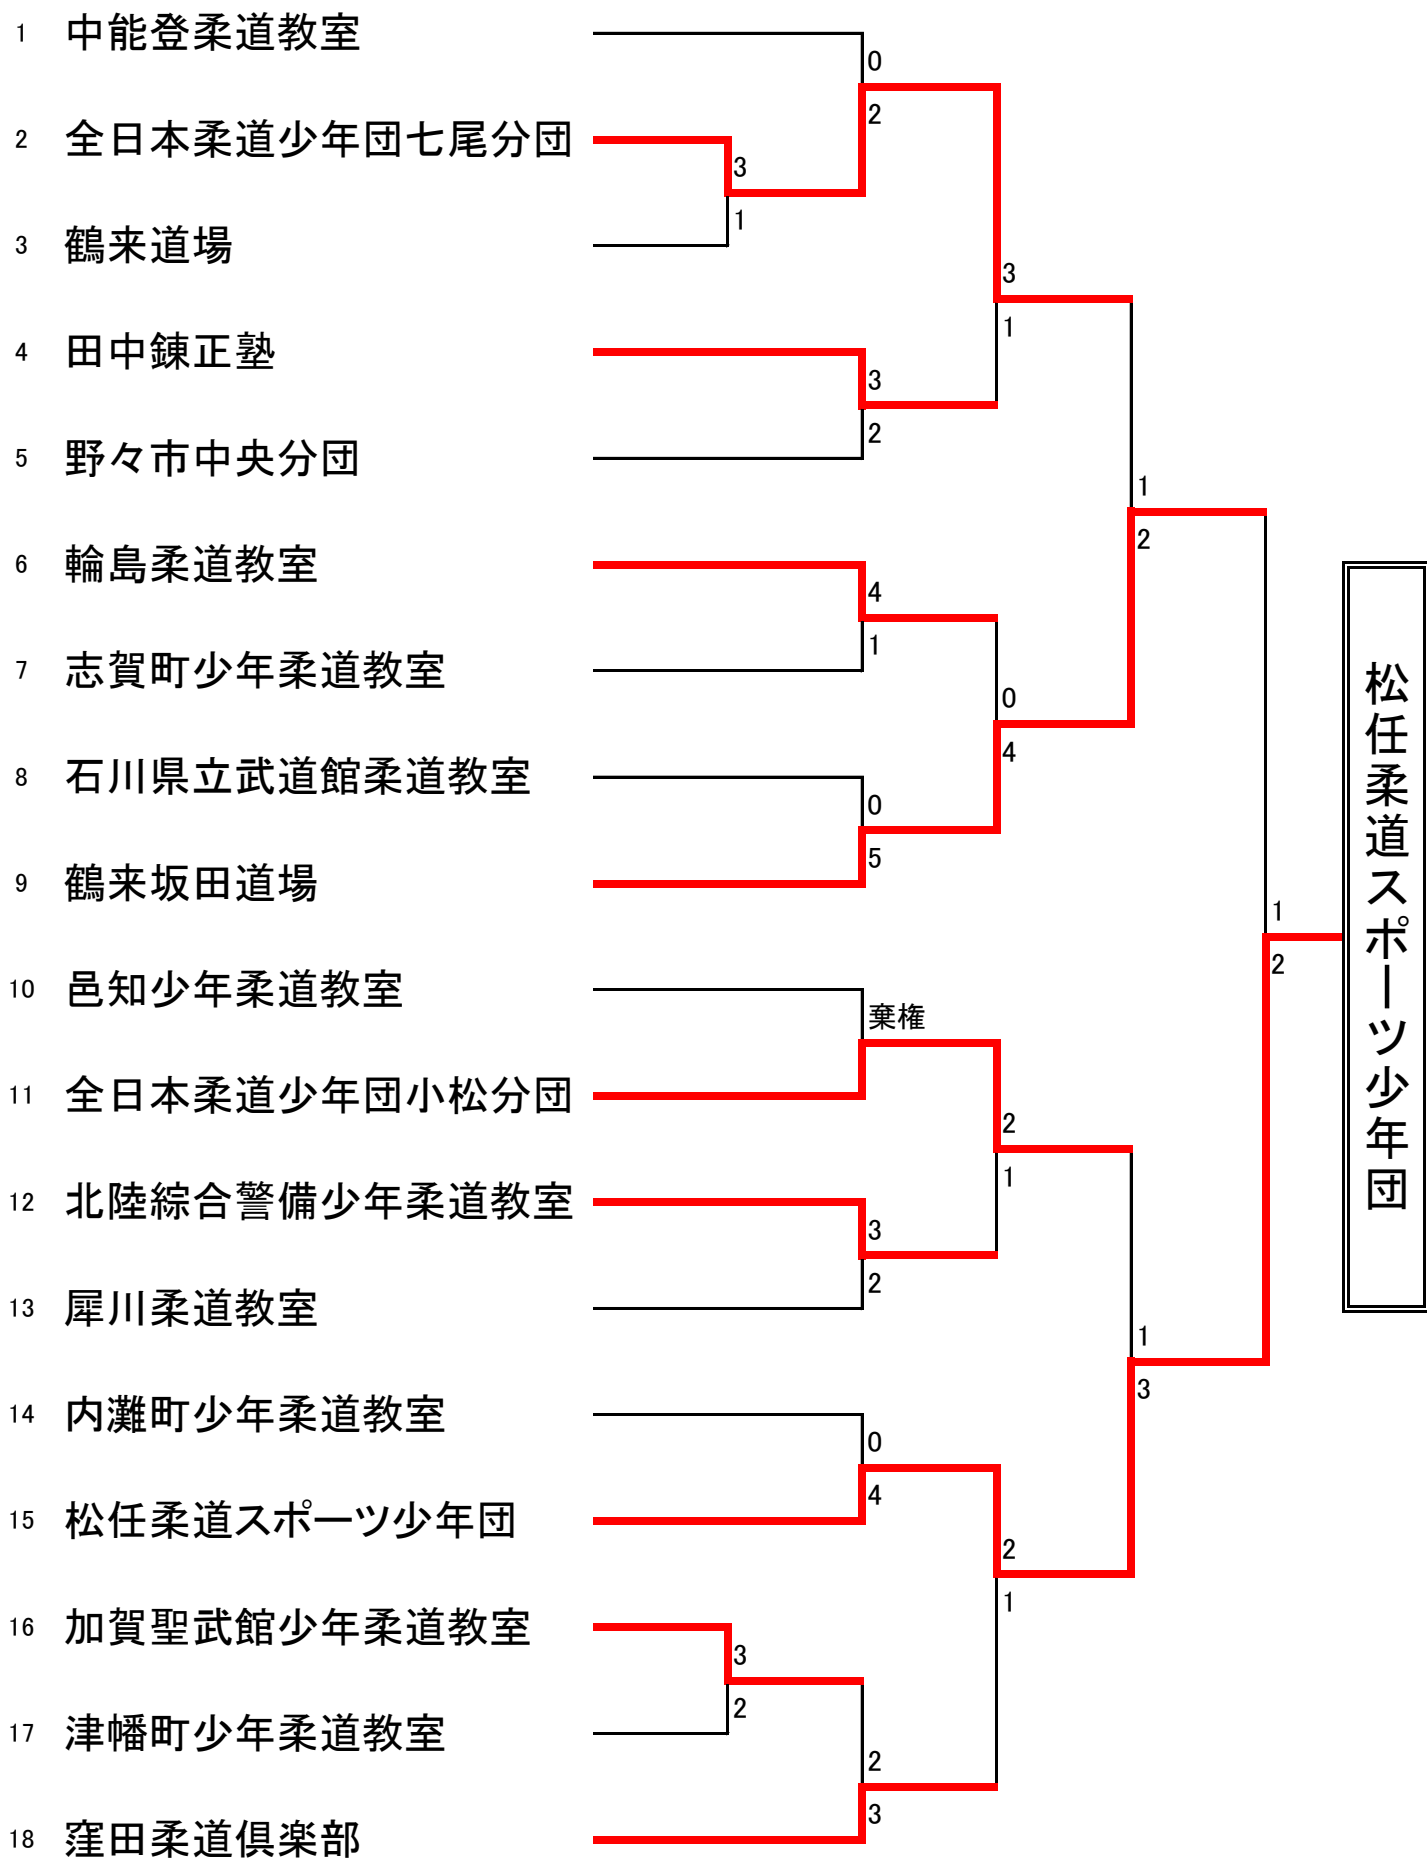 1 中能登柔道教室
0
2
2 全日本柔道少年団七尾分団
3
1
3 鶴来道場
3
1
4 田中錬正塾
3
2
5 野々市中央分団
1
2
6 輪島柔道教室
4
1
7 志賀町少年柔道教室
0
4
8 石川県立武道館柔道教室
0
5
9 鶴来坂田道場
1
2
松任柔道スポーツ少年団
10 邑知少年柔道教室
棄権
11 全日本柔道少年団小松分団
2
1
12 北陸綜合警備少年柔道教室
3
2
13 犀川柔道教室
1
3
14 内灘町少年柔道教室
0
4
15 松任柔道スポーツ少年団
2
1
16 加賀聖武館少年柔道教室
3
2
17 津幡町少年柔道教室
2
3
18 窪田柔道倶楽部